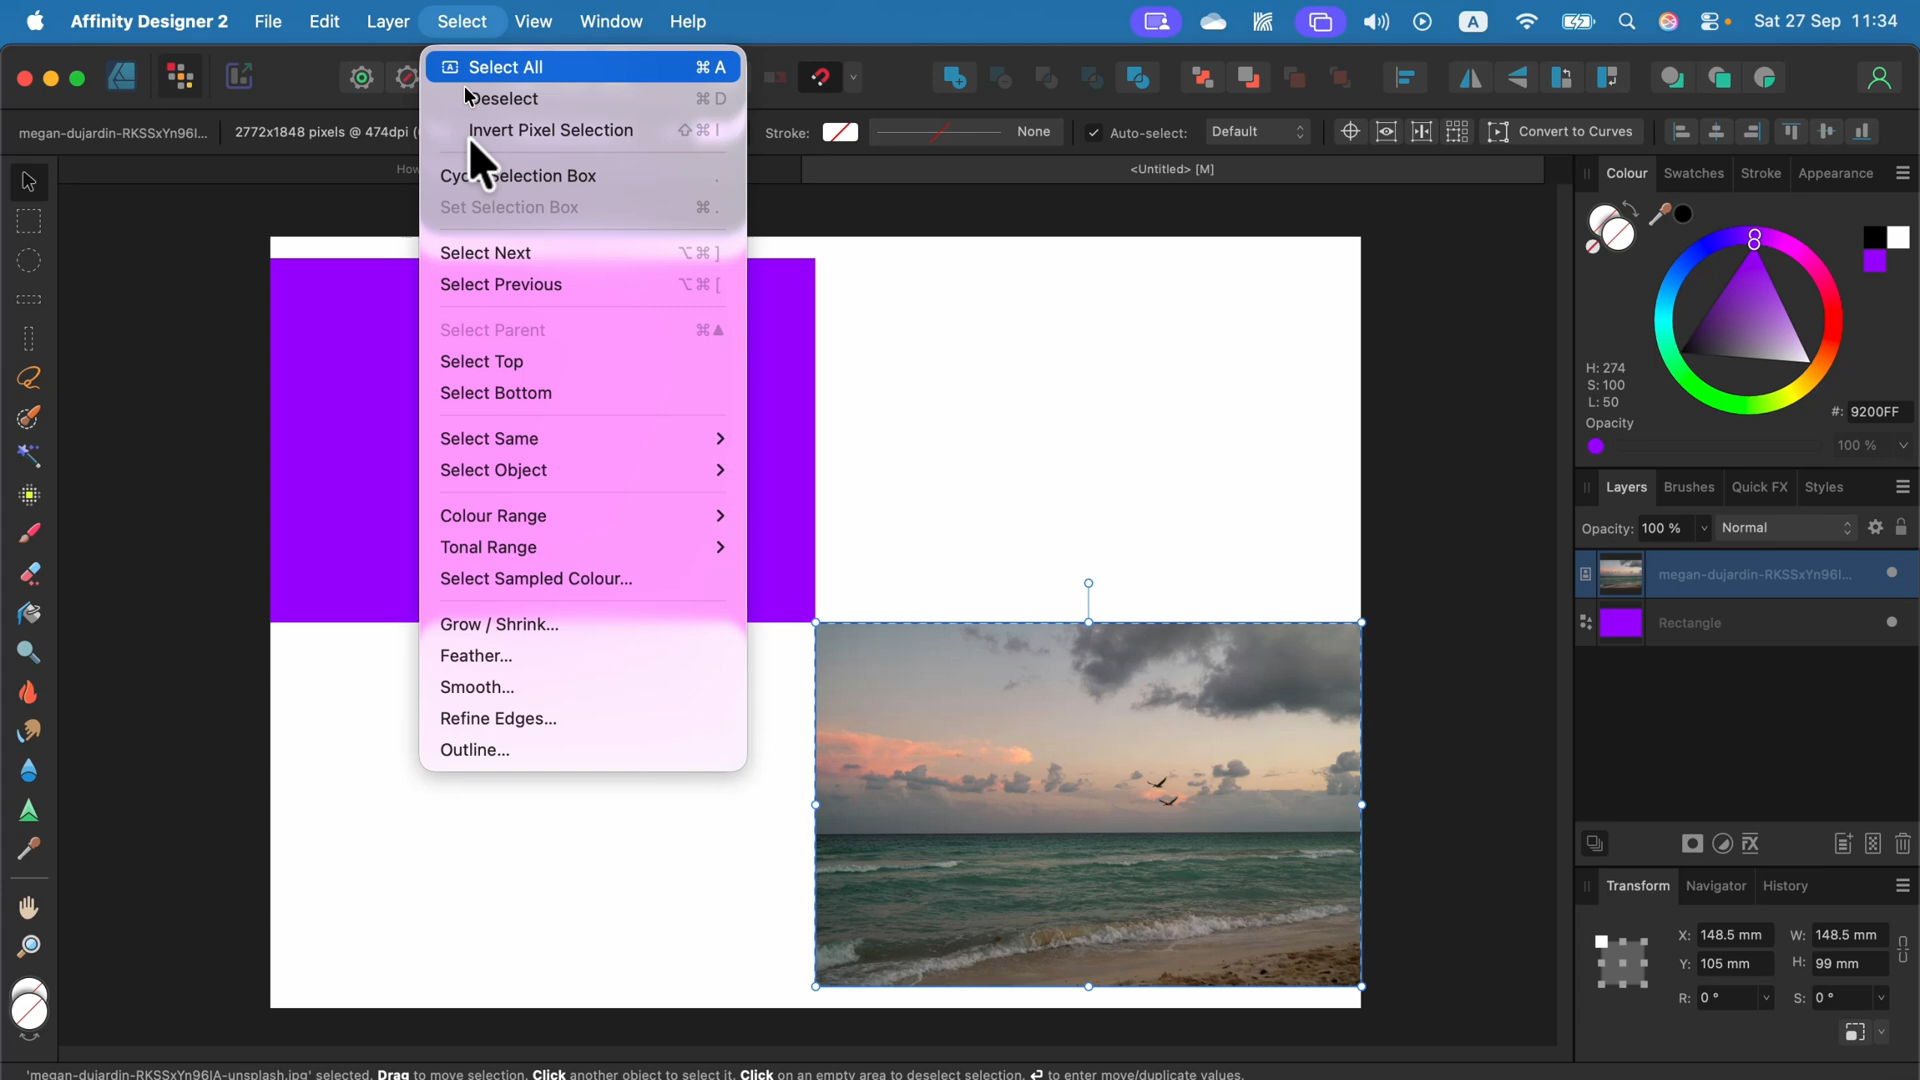 Affinity Designer 2 File Edit Layer Select View Window Help A Sat 27 Sep 11:34
megan-dujardin-RKSSxYn96I... 2772x1848 pixels @ 474dpi ( Stroke: None Auto-select: Default Convert to Curves
How
<Untitled> [M]
Select All ⌘ A
Deselect ⌘ D
Invert Pixel Selection ⇧ ⌘ I
Selection Box .
Set Selection Box ⌘ .
Select Next ⌥ ⌘ ]
Select Previous ⌥ ⌘ [
Select Parent ⌘ ▲
Select Top
Select Bottom
Select Same
Select Object
Colour Range
Tonal Range
Select Sampled Colour...
Grow / Shrink...
Feather...
Smooth...
Refine Edges...
Outline...
Colour Swatches Stroke Appearance
H: 274
S: 100
L: 50
#: 9200FF
Opacity
100 %
Layers Brushes Quick FX Styles
Opacity: 100 % Normal
megan-dujardin-RKSSxYn96I...
Rectangle
FX
Transform Navigator History
X: 148.5 mm W: 148.5 mm
Y: 105 mm H: 99 mm
R: 0 ° S: 0 °
'megan-dujardin-RKSSxYn96IA-unsplash.jpg' selected. Drag to move selection. Click another object to select it. Click on an empty area to deselect selection. ⏎ to enter move/duplicate values.